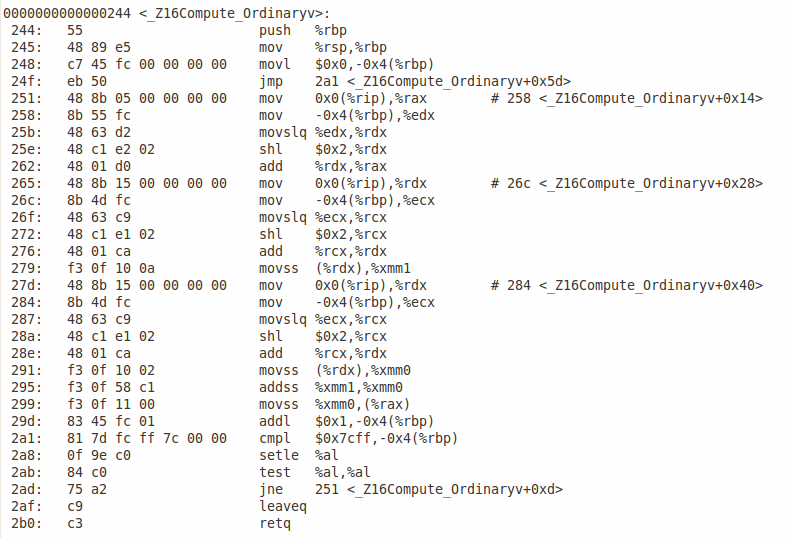 0000000000000244 <_Z16Compute_Ordinaryv>:
 244:	55                   	push   %rbp
 245:	48 89 e5             	mov    %rsp,%rbp
 248:	c7 45 fc 00 00 00 00 	movl   $0x0,-0x4(%rbp)
 24f:	eb 50                	jmp    2a1 <_Z16Compute_Ordinaryv+0x5d>
 251:	48 8b 05 00 00 00 00 	mov    0x0(%rip),%rax        # 258 <_Z16Compute_Ordinaryv+0x14>
 258:	8b 55 fc             	mov    -0x4(%rbp),%edx
 25b:	48 63 d2             	movslq %edx,%rdx
 25e:	48 c1 e2 02          	shl    $0x2,%rdx
 262:	48 01 d0             	add    %rdx,%rax
 265:	48 8b 15 00 00 00 00 	mov    0x0(%rip),%rdx        # 26c <_Z16Compute_Ordinaryv+0x28>
 26c:	8b 4d fc             	mov    -0x4(%rbp),%ecx
 26f:	48 63 c9             	movslq %ecx,%rcx
 272:	48 c1 e1 02          	shl    $0x2,%rcx
 276:	48 01 ca             	add    %rcx,%rdx
 279:	f3 0f 10 0a          	movss  (%rdx),%xmm1
 27d:	48 8b 15 00 00 00 00 	mov    0x0(%rip),%rdx        # 284 <_Z16Compute_Ordinaryv+0x40>
 284:	8b 4d fc             	mov    -0x4(%rbp),%ecx
 287:	48 63 c9             	movslq %ecx,%rcx
 28a:	48 c1 e1 02          	shl    $0x2,%rcx
 28e:	48 01 ca             	add    %rcx,%rdx
 291:	f3 0f 10 02          	movss  (%rdx),%xmm0
 295:	f3 0f 58 c1          	addss  %xmm1,%xmm0
 299:	f3 0f 11 00          	movss  %xmm0,(%rax)
 29d:	83 45 fc 01          	addl   $0x1,-0x4(%rbp)
 2a1:	81 7d fc ff 7c 00 00 	cmpl   $0x7cff,-0x4(%rbp)
 2a8:	0f 9e c0             	setle  %al
 2ab:	84 c0                	test   %al,%al
 2ad:	75 a2                	jne    251 <_Z16Compute_Ordinaryv+0xd>
 2af:	c9                   	leaveq
 2b0:	c3                   	retq